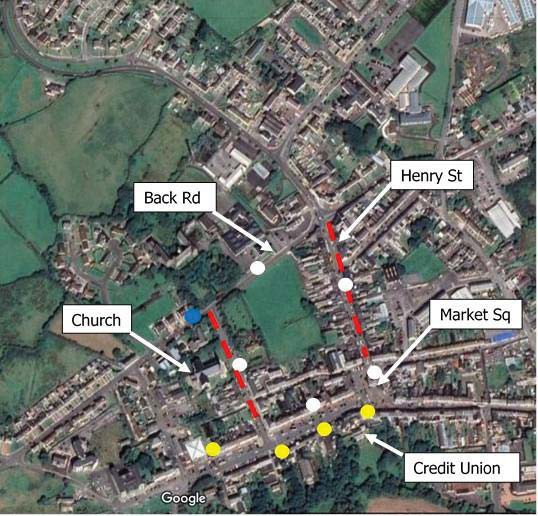 Henry St
Back Rd
Church
Market Sq
Credit Union
Google